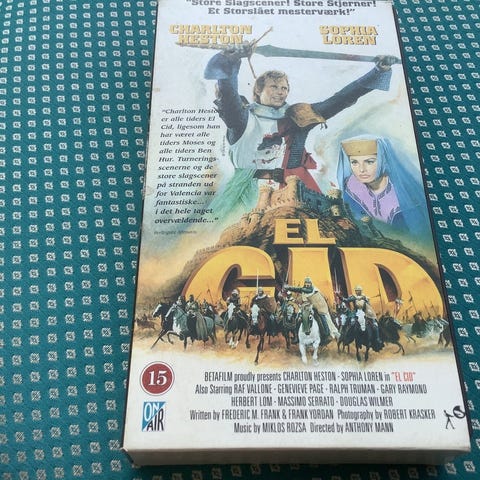 "Store Slagscener! Store Stjerner!
Et Storslået mesterværk!"
CHARLTON
HESTON
SOPHIA
LOREN
"Charlton Heston
er alle tiders El
Cid, ligesom han
har været alle
tiders Moses og
alle tiders Ben
Hur. Turnerings-
scenerne og de
store slagscener
på stranden ud
for Valencia var
fantastiske...
i det hele taget
overvældende..."
EL
CID
15
ON
AIR
BETAFILM proudly presents CHARLTON HESTON · SOPHIA LOREN in "EL CID"
Also Starring RAF VALLONE · GENEVIEVE PAGE · RALPH TRUMAN · GARY RAYMOND
HERBERT LOM · MASSIMO SERRATO · DOUGLAS WILMER
Written by FREDERIC M. FRANK & FRANK YORDAN Photography by ROBERT KRASKER
Music by MIKLOS ROZSA Directed by ANTHONY MANN